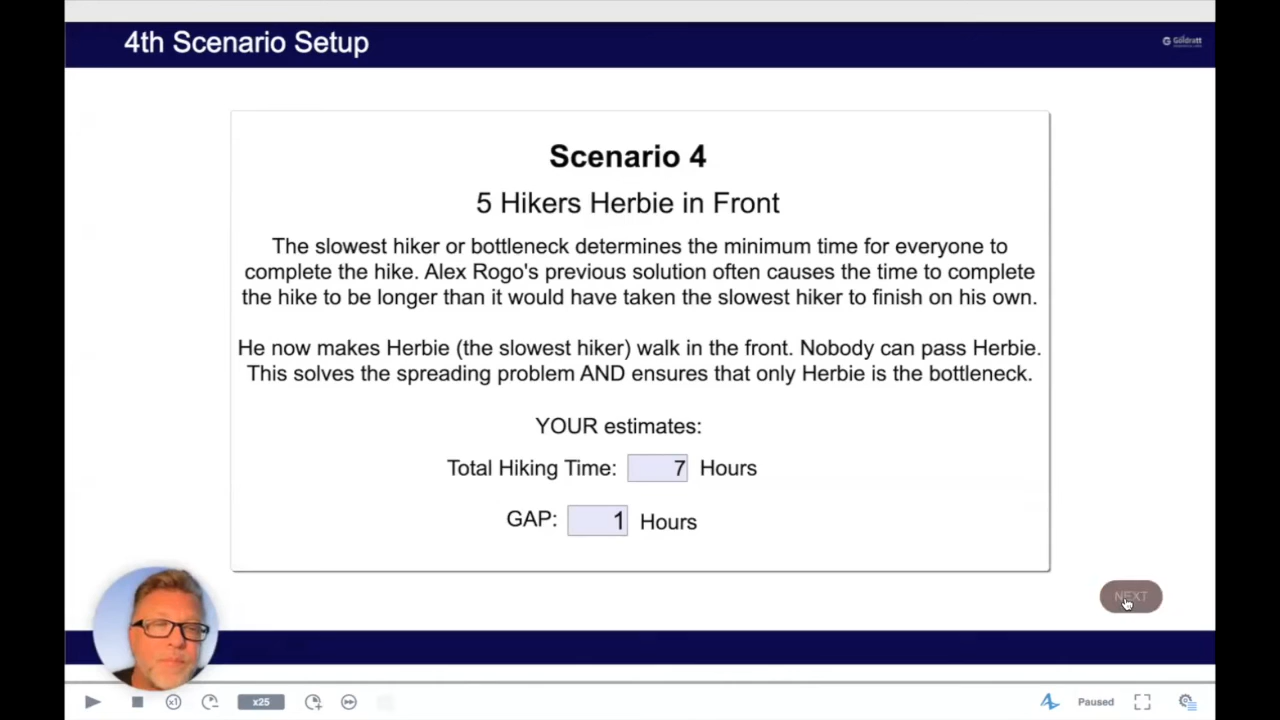 4th Scenario Setup
Goldratt
Scenario 4
5 Hikers Herbie in Front
The slowest hiker or bottleneck determines the minimum time for everyone to
complete the hike. Alex Rogo's previous solution often causes the time to complete
the hike to be longer than it would have taken the slowest hiker to finish on his own.
He now makes Herbie (the slowest hiker) walk in the front. Nobody can pass Herbie.
This solves the spreading problem AND ensures that only Herbie is the bottleneck.
YOUR estimates:
Total Hiking Time: 7 Hours
GAP: 1 Hours
NEXT
x1 x25 Paused